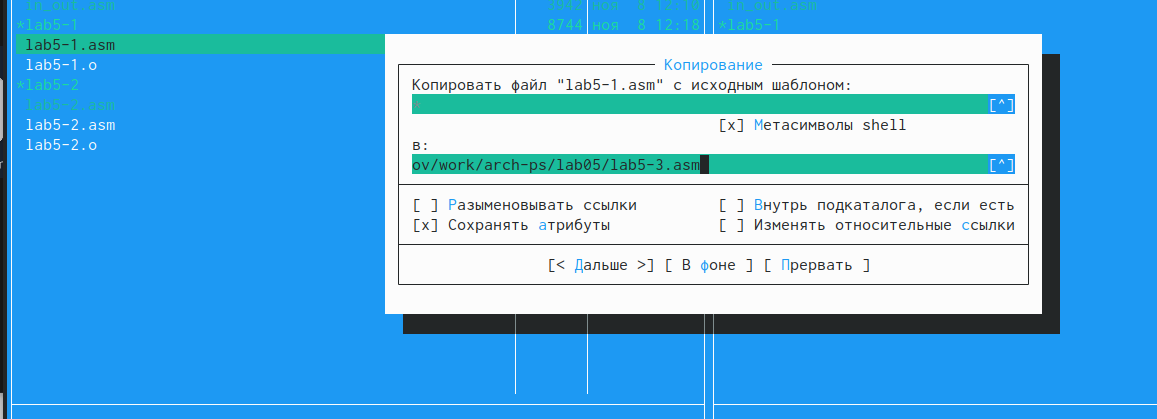 in_out.asm 3942 ноя 8 12:10 in_out.asm
*lab5-1 8744 ноя 8 12:18 *lab5-1
lab5-1.asm
Копирование
lab5-1.o
Копировать файл "lab5-1.asm" с исходным шаблоном:
*lab5-2
lab5-2.asm
[^]
lab5-2.asm
[x] Метасимволы shell
lab5-2.o
в:
ov/work/arch-ps/lab05/lab5-3.asm [^]
[ ] Разыменовывать ссылки [ ] Внутрь подкаталога, если есть
[x] Сохранять атрибуты [ ] Изменять относительные ссылки
[< Дальше >] [ В фоне ] [ Прервать ]